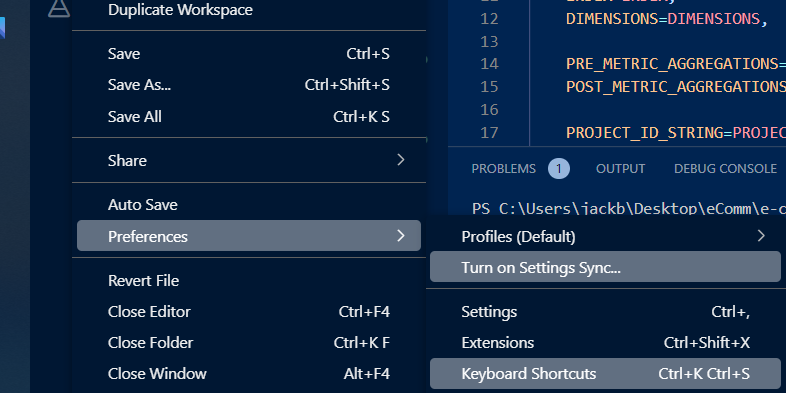 Duplicate Workspace
Save Ctrl+S
Save As... Ctrl+Shift+S
Save All Ctrl+K S
Share
Auto Save
Preferences
Revert File
Close Editor Ctrl+F4
Close Folder Ctrl+K F
Close Window Alt+F4
12 DIMENSIONS=DIMENSIONS,
13
14 PRE_METRIC_AGGREGATIONS=
15 POST_METRIC_AGGREGATIONS
16
17 PROJECT_ID_STRING=PROJEC
PROBLEMS 1 OUTPUT DEBUG CONSOLE
PS C:\Users\jackb\Desktop\eComm\e-c
Profiles (Default)
Turn on Settings Sync...
Settings Ctrl+,
Extensions Ctrl+Shift+X
Keyboard Shortcuts Ctrl+K Ctrl+S